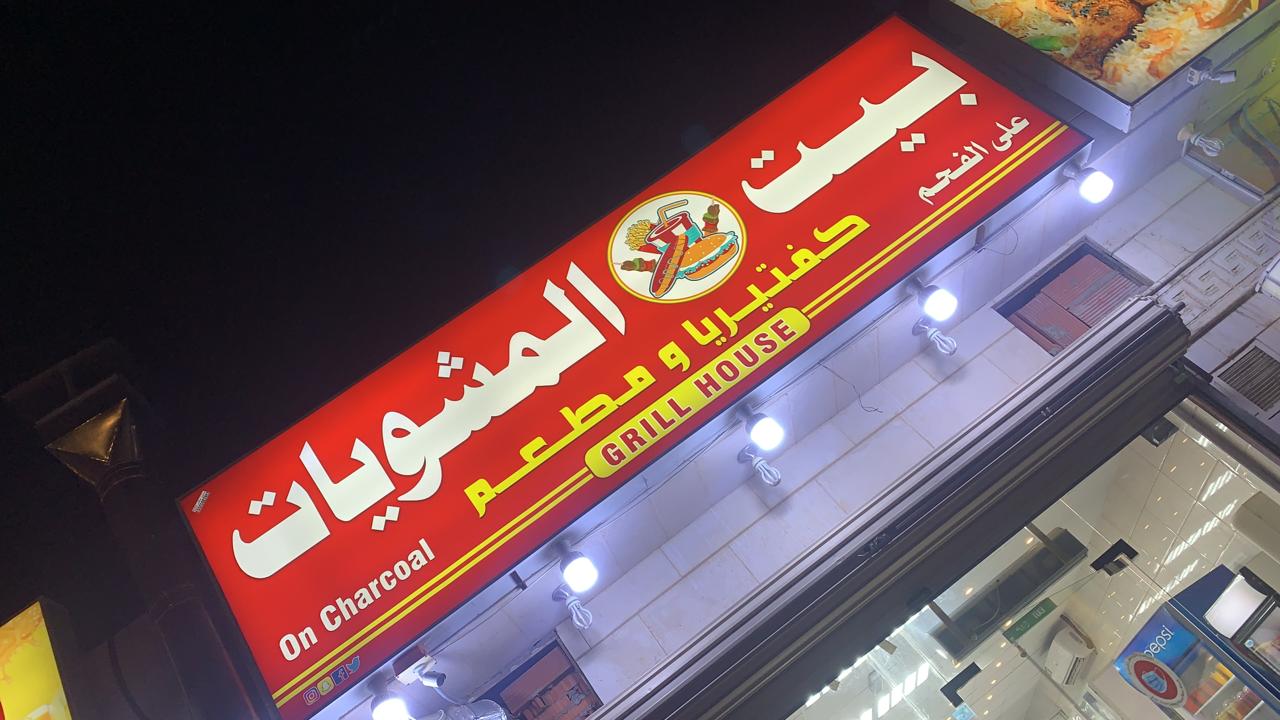 بيت المشويات
على الفحم
كفتيريا و مطعم
GRILL HOUSE
On Charcoal
pepsi